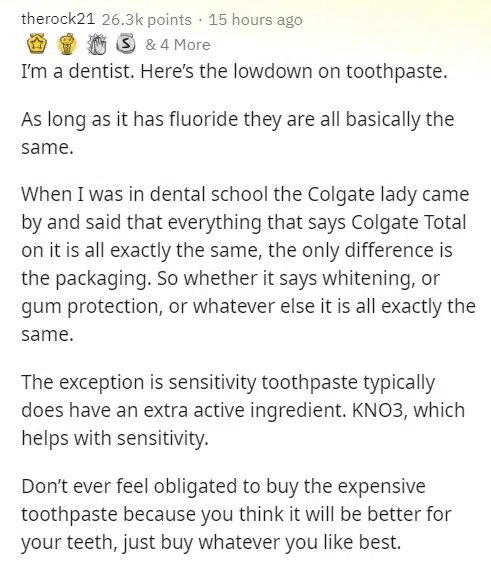 therock21 26.3k points · 15 hours ago
S & 4 More
I’m a dentist. Here’s the lowdown on toothpaste.
As long as it has fluoride they are all basically the
same.
When I was in dental school the Colgate lady came
by and said that everything that says Colgate Total
on it is all exactly the same, the only difference is
the packaging. So whether it says whitening, or
gum protection, or whatever else it is all exactly the
same.
The exception is sensitivity toothpaste typically
does have an extra active ingredient. KNO3, which
helps with sensitivity.
Don’t ever feel obligated to buy the expensive
toothpaste because you think it will be better for
your teeth, just buy whatever you like best.